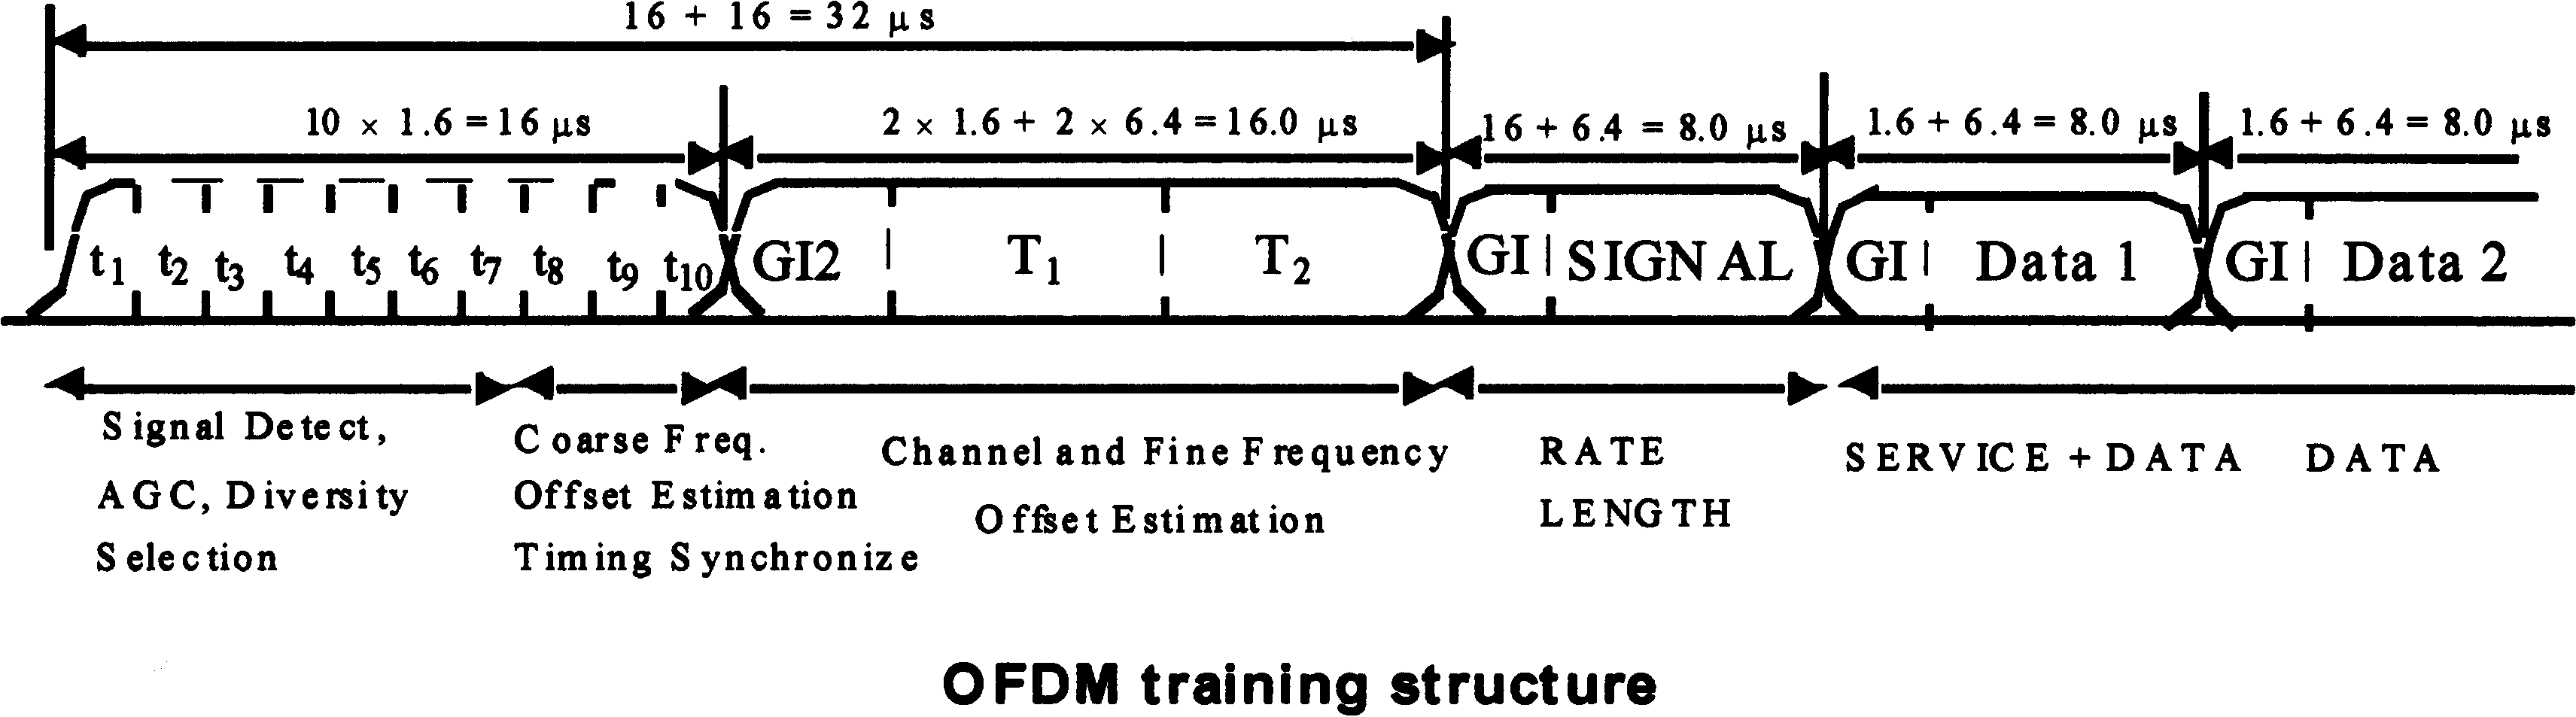 16 + 16 = 32 μs
10 × 1.6 = 16 μs
2 × 1.6 + 2 × 6.4 = 16.0 μs
16 + 6.4 = 8.0 μs
1.6 + 6.4 = 8.0 μs
1.6 + 6.4 = 8.0 μs
t1 t2 t3 t4 t5 t6 t7 t8 t9 t10 GI2 T1 T2 GI SIGNAL GI Data 1 GI Data 2
Signal Detect,
AGC, Diversity
Selection
Coarse Freq.
Offset Estimation
Timing Synchronize
Channel and Fine Frequency
Offset Estimation
RATE
LENGTH
SERVICE + DATA
DATA
OFDM training structure